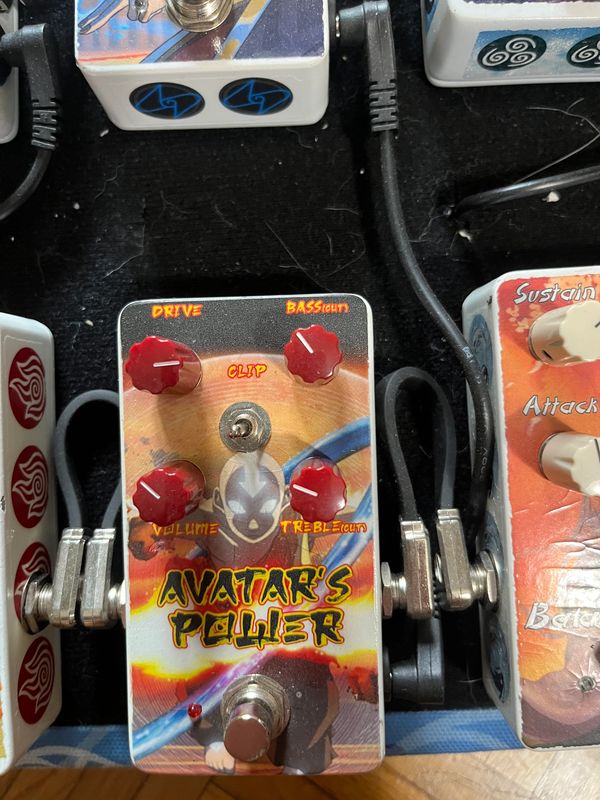 DRIVE
BASS(CUT)
CLIP
VOLUME
TREBLE(CUT)
AVATAR'S
POWER
Sustain
Attack